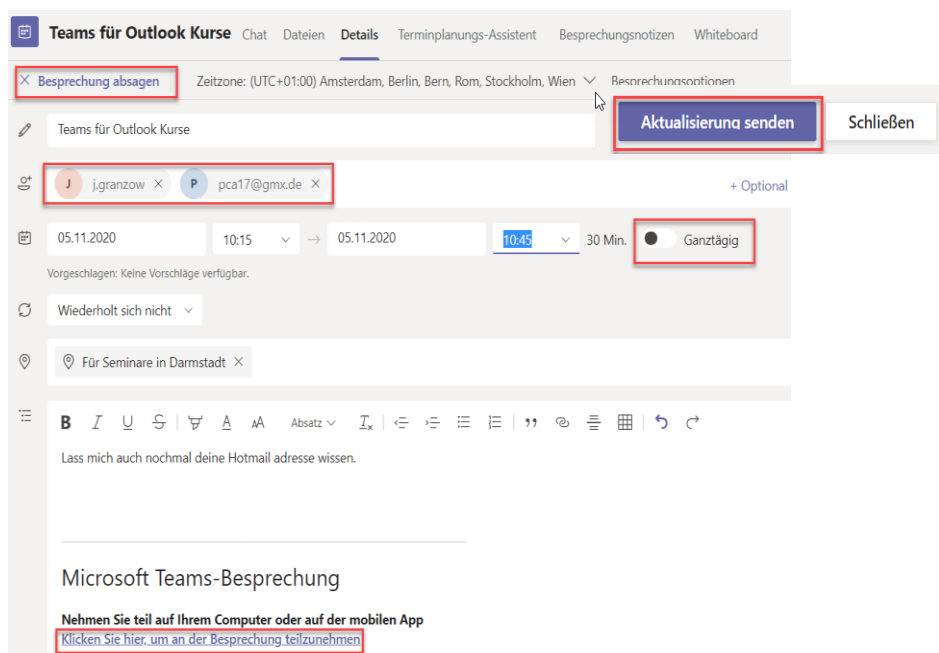 Teams für Outlook Kurse Chat Dateien Details Terminplanungs-Assistent Besprechungsnotizen Whiteboard
Besprechung absagen Zeitzone: (UTC+01:00) Amsterdam, Berlin, Bern, Rom, Stockholm, Wien Besprechungsoptionen
Aktualisierung senden Schließen
Teams für Outlook Kurse
J j.granzow P pca17@gmx.de + Optional
05.11.2020 10:15 → 05.11.2020 10:45 30 Min. Ganztägig
Vorgeschlagen: Keine Vorschläge verfügbar.
Wiederholt sich nicht
Für Seminare in Darmstadt
B I U S A AA Absatz Tx
Lass mich auch nochmal deine Hotmail adresse wissen.
Microsoft Teams-Besprechung
Nehmen Sie teil auf Ihrem Computer oder auf der mobilen App
Klicken Sie hier, um an der Besprechung teilzunehmen